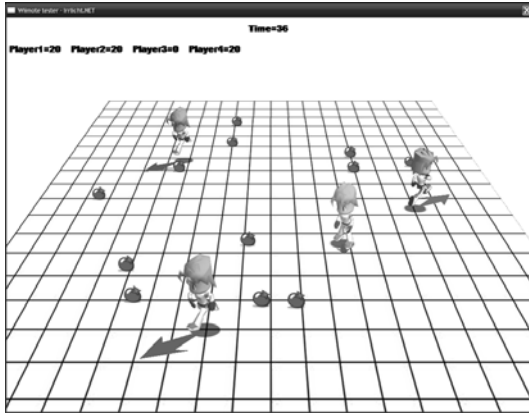 Wiimote tester - Irrlicht.NET
Time=36
Player1=20 Player2=20 Player3=0 Player4=20